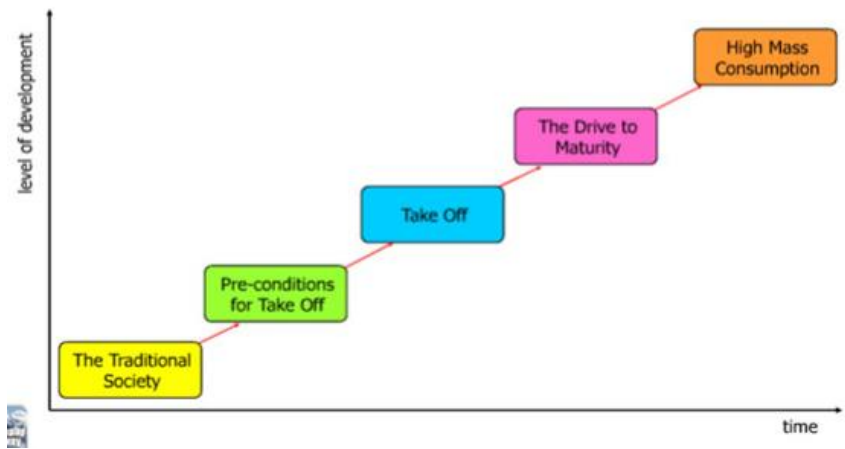 level of development
High Mass
Consumption
The Drive to
Maturity
Take Off
Pre-conditions
for Take Off
The Traditional
Society
time